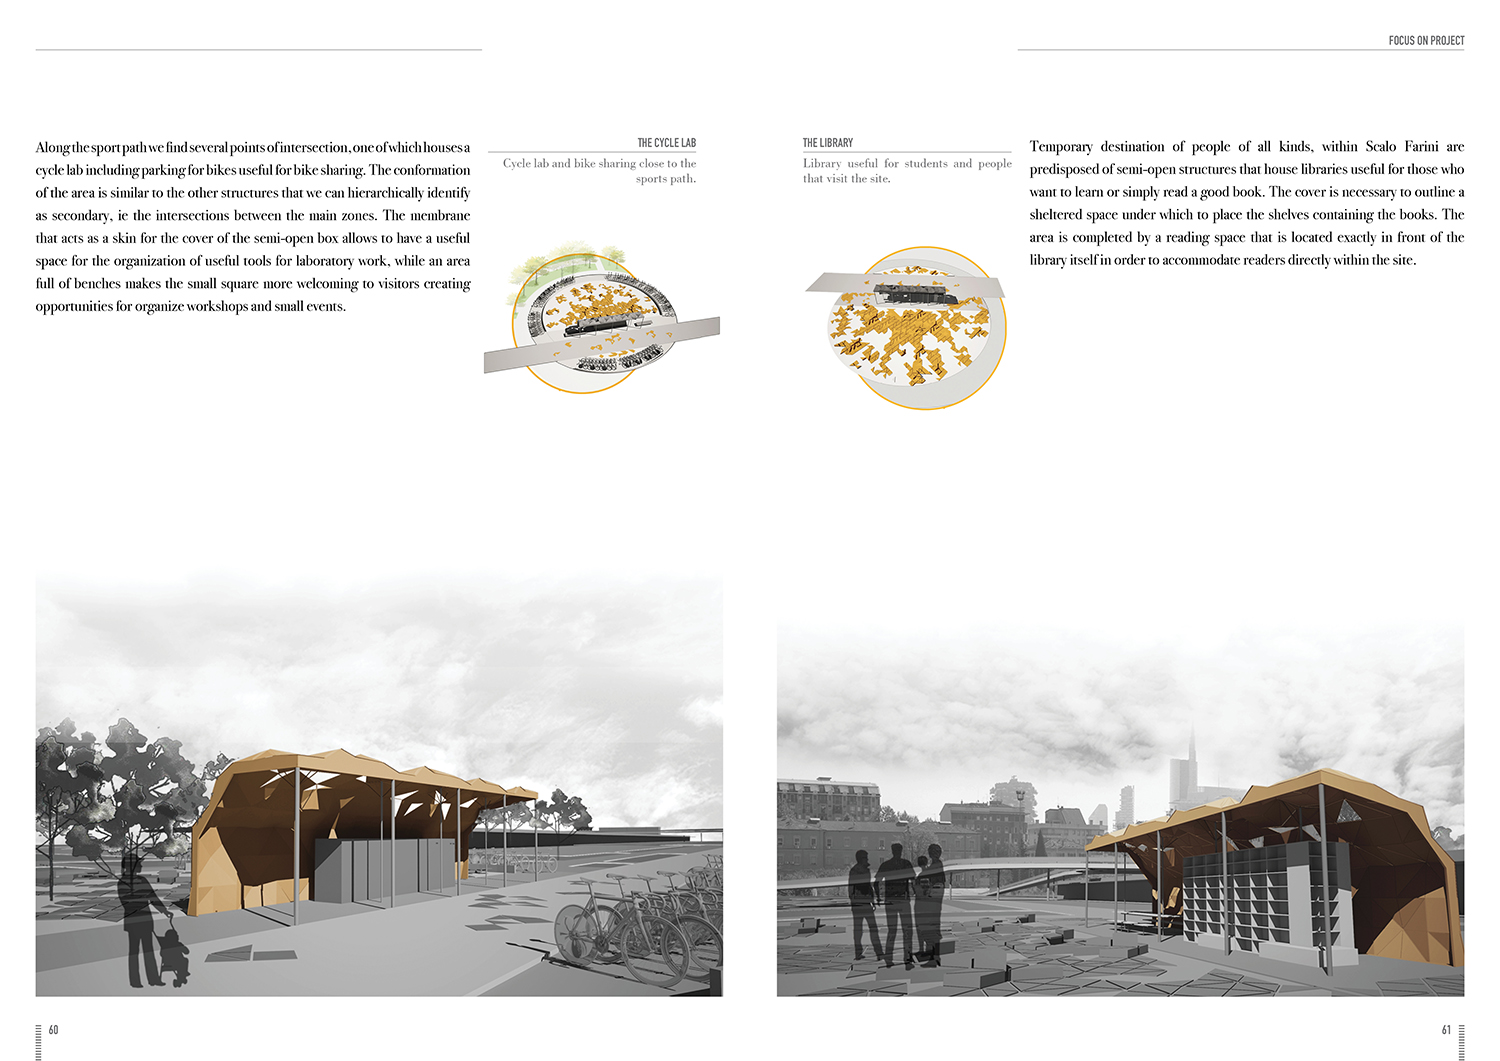 FOCUS ON PROJECT
Along the sport path we find several points of intersection, one of which houses a
cycle lab including parking for bikes useful for bike sharing. The conformation
of the area is similar to the other structures that we can hierarchically identify
as secondary, ie the intersections between the main zones. The membrane
that acts as a skin for the cover of the semi-open box allows to have a useful
space for the organization of useful tools for laboratory work, while an area
full of benches makes the small square more welcoming to visitors creating
opportunities for organize workshops and small events.
THE CYCLE LAB
Cycle lab and bike sharing close to the
sports path.
THE LIBRARY
Library useful for students and people
that visit the site.
Temporary destination of people of all kinds, within Scalo Farini are
predisposed of semi-open structures that house libraries useful for those who
want to learn or simply read a good book. The cover is necessary to outline a
sheltered space under which to place the shelves containing the books. The
area is completed by a reading space that is located exactly in front of the
library itself in order to accommodate readers directly within the site.
60
61